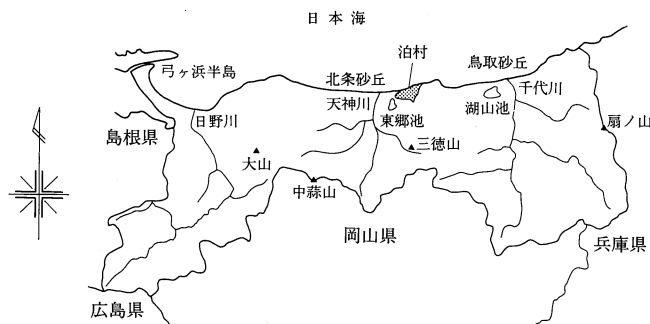 日本海
弓ヶ浜半島
泊村
鳥取砂丘
北条砂丘
千代川
天神川
湖山池
日野川
東郷池
扇ノ山
島根県
三徳山
大山
中蒜山
岡山県
兵庫県
広島県